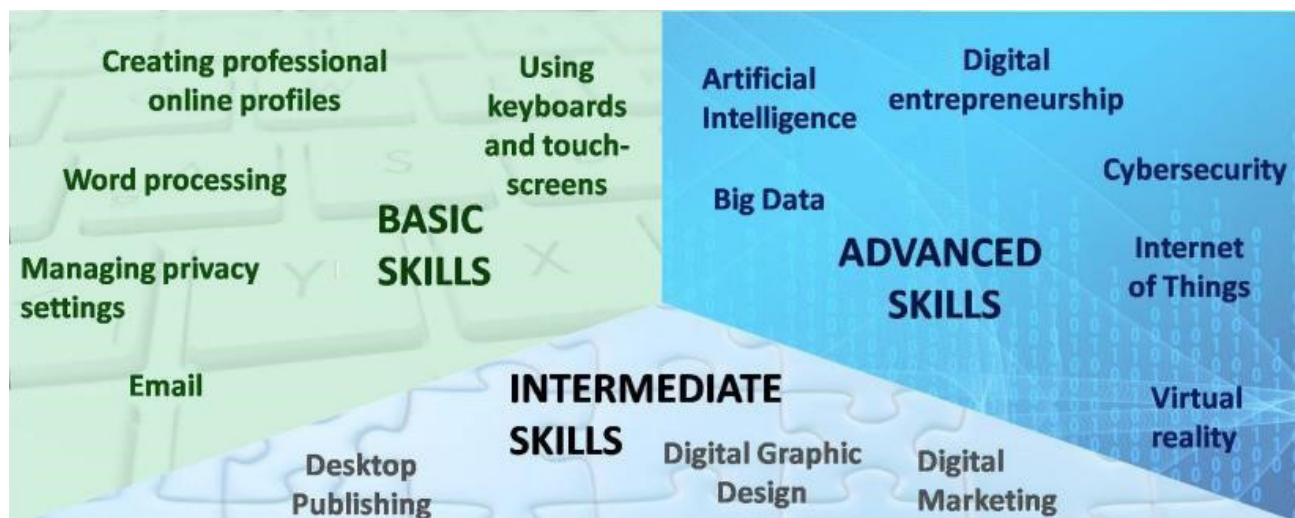 Creating professional
online profiles
Using
keyboards
and touch-
screens
Word processing
BASIC
SKILLS
Managing privacy
settings
Email
Artificial
Intelligence
Digital
entrepreneurship
Cybersecurity
Big Data
ADVANCED
SKILLS
Internet
of Things
Virtual
reality
INTERMEDIATE
SKILLS
Desktop
Publishing
Digital Graphic
Design
Digital
Marketing